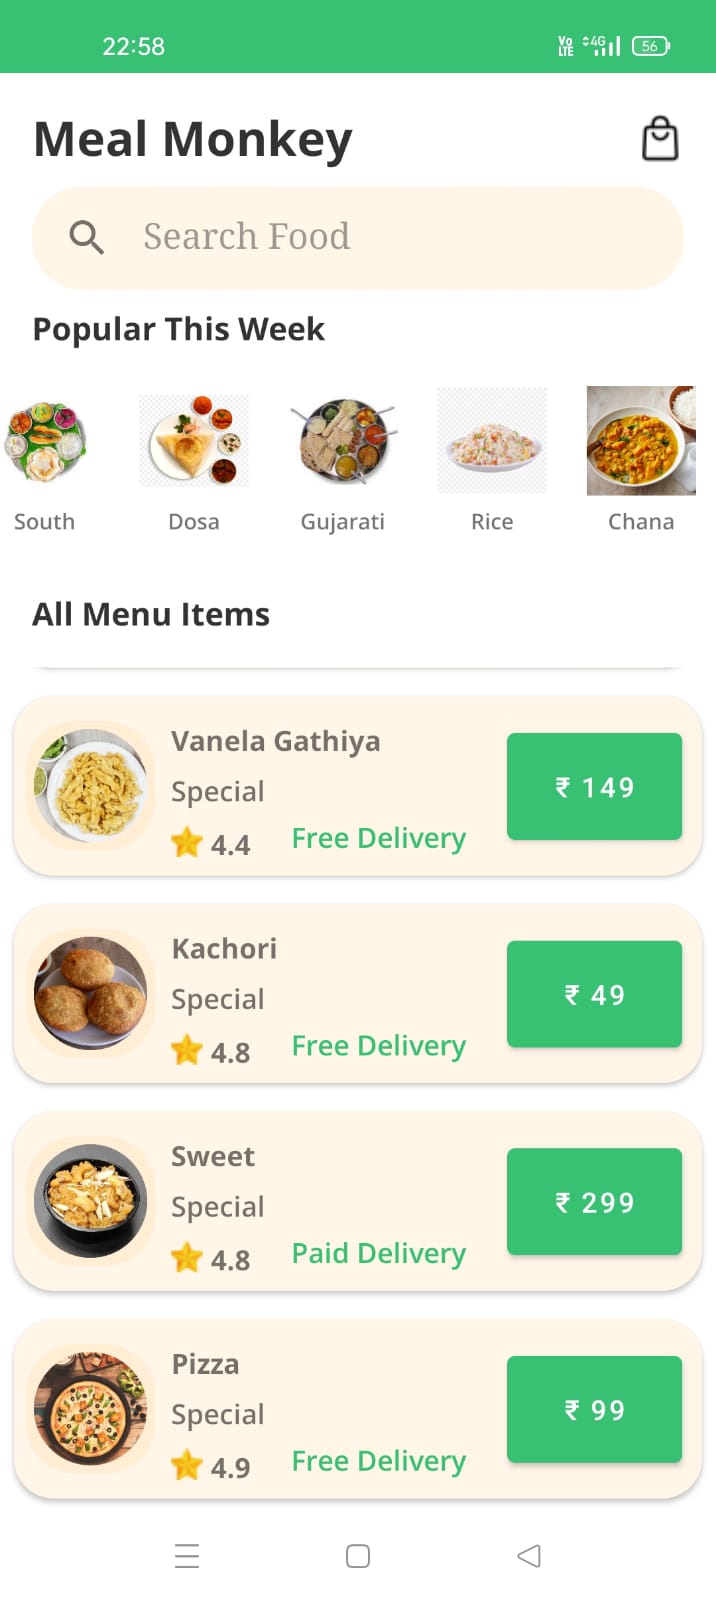 22:58 Vo LTE 4G 56
Meal Monkey
Search Food
Popular This Week
South Dosa Gujarati Rice Chana
All Menu Items
Vanela Gathiya
Special
4.4 Free Delivery
₹ 149
Kachori
Special
4.8 Free Delivery
₹ 49
Sweet
Special
4.8 Paid Delivery
₹ 299
Pizza
Special
4.9 Free Delivery
₹ 99